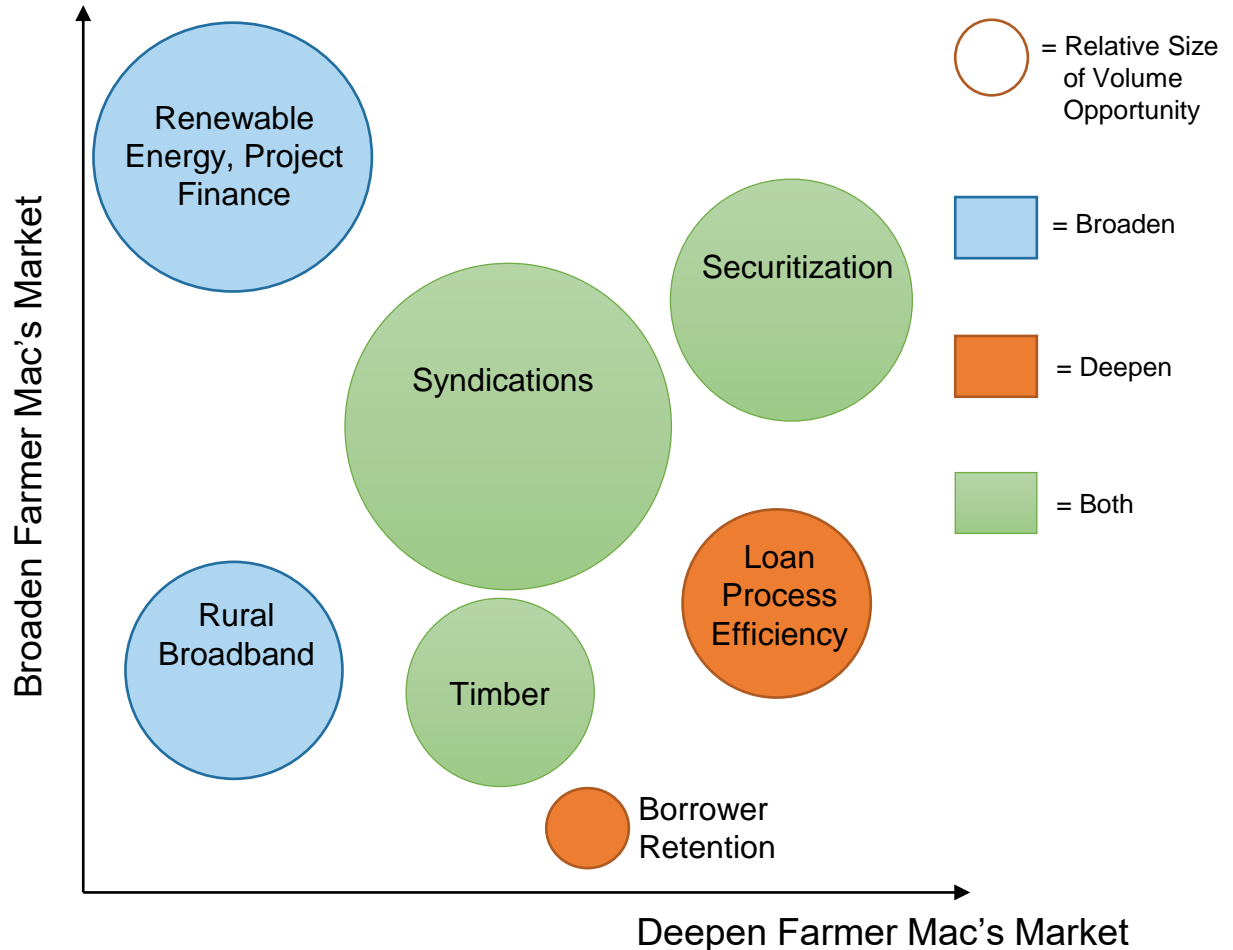 Broaden Farmer Mac's Market
Renewable
Energy, Project
Finance
Securitization
Syndications
Loan
Process
Efficiency
Rural
Broadband
Timber
Borrower
Retention
Deepen Farmer Mac's Market
= Relative Size
of Volume
Opportunity
= Broaden
= Deepen
= Both